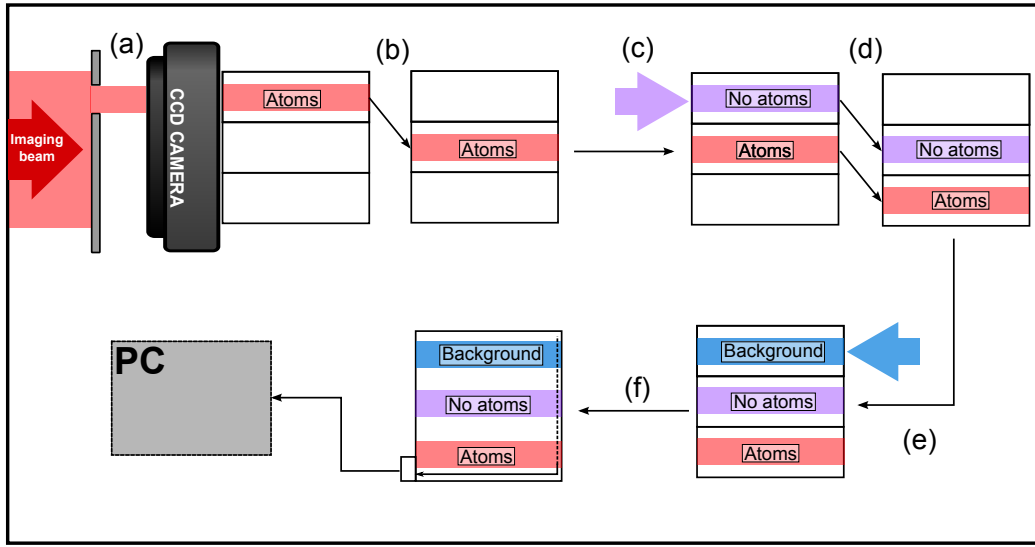 (a)
(b)
(c)
(d)
Imaging
beam
CCD CAMERA
Atoms
Atoms
No atoms
Atoms
No atoms
Atoms
PC
Background
No atoms
Atoms
(f)
Background
No atoms
Atoms
(e)